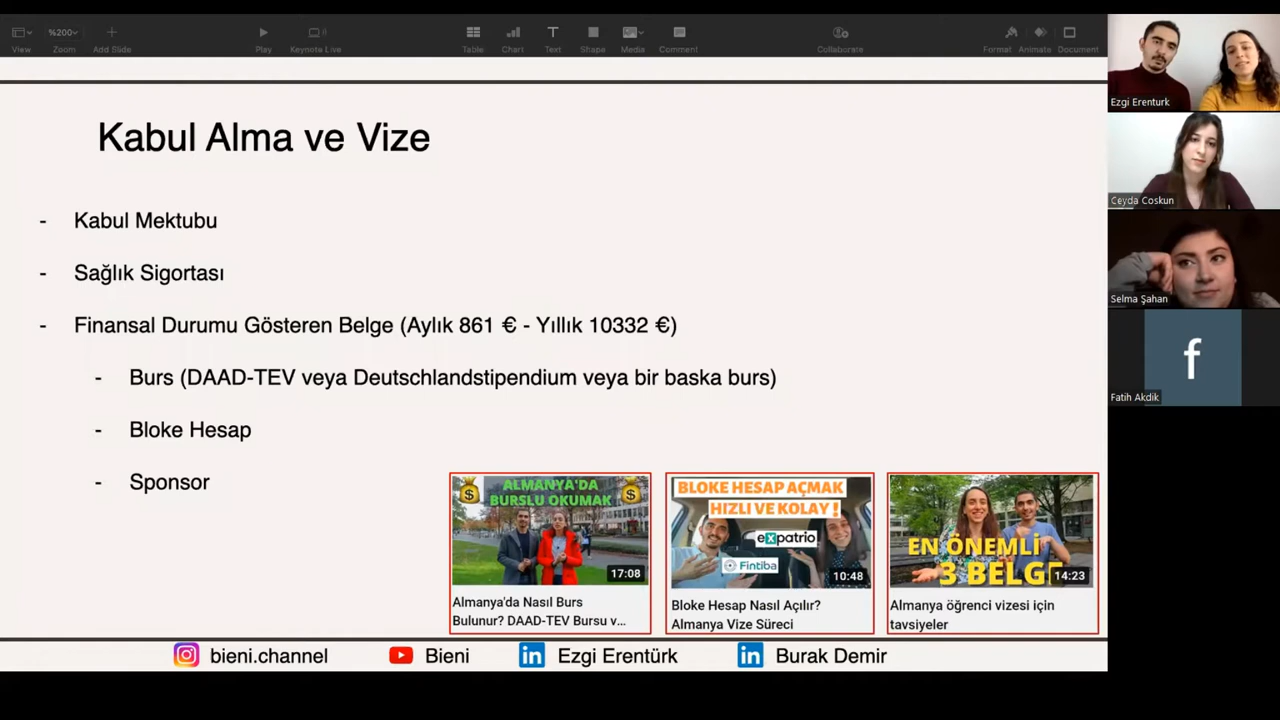 %200
View
Zoom
Add Slide
Play
Keynote Live
Table
Chart
Text
Shape
Media
Comment
Collaborate
Format
Animate
Document
Kabul Alma ve Vize
- Kabul Mektubu
- Sağlık Sigortası
- Finansal Durumu Gösteren Belge (Aylık 861 € - Yıllık 10332 €)
- Burs (DAAD-TEV veya Deutschlandstipendium veya bir baska burs)
- Bloke Hesap
- Sponsor
ALMANYA'DA
BURSLU OKUMAK
17:08
Almanya'da Nasıl Burs
Bulunur? DAAD-TEV Bursu v...
BLOKE HESAP AÇMAK
HIZLI VE KOLAY!
expatrio
Fintiba
10:48
Bloke Hesap Nasıl Açılır?
Almanya Vize Süreci
EN ÖNEMLİ
3 BELGE
14:23
Almanya öğrenci vizesi için
tavsiyeler
bieni.channel
Bieni
in Ezgi Erentürk
in Burak Demir
Ezgi Erenturk
Ceyda Coskun
Selma Şahan
f
Fatih Akdik